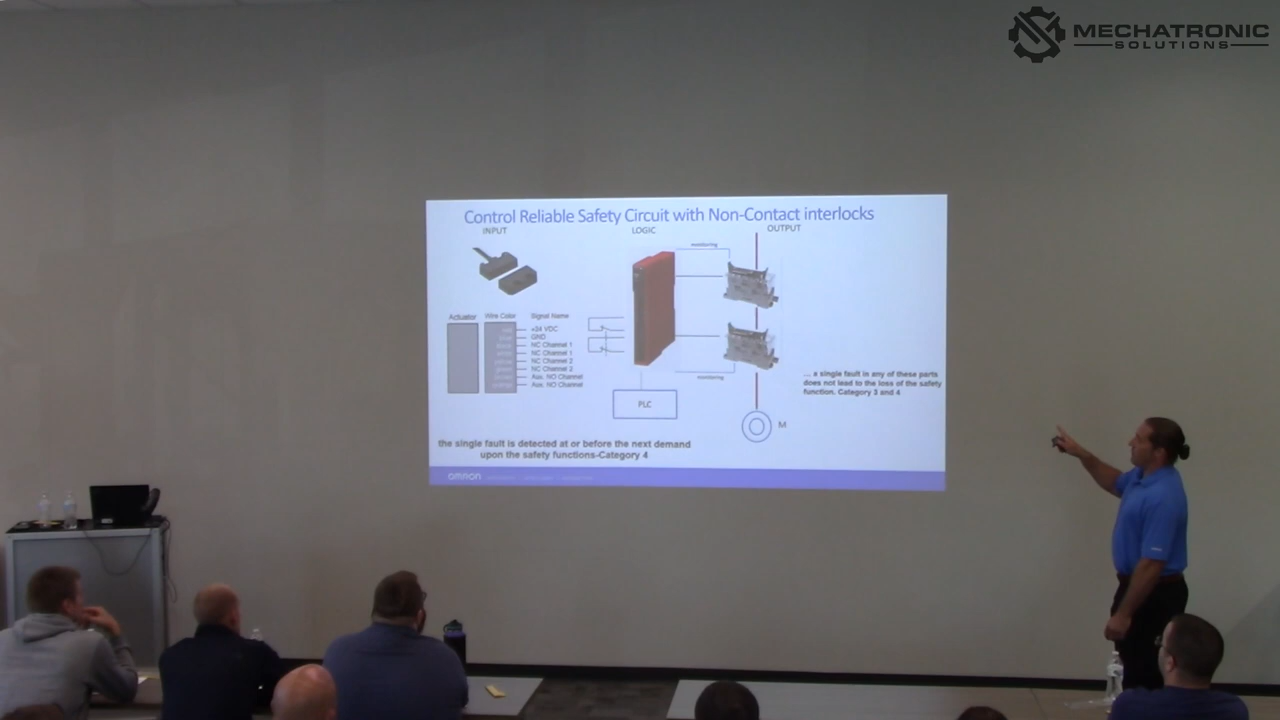 MECHATRONIC
SOLUTIONS
Control Reliable Safety Circuit with Non-Contact interlocks
INPUT
LOGIC
OUTPUT
monitoring
Actuator
Wire Color
Signal Name
+24 VDC
GND
NC Channel 1
NC Channel 1
NC Channel 2
NC Channel 2
Aux. NO Channel
Aux. NO Channel
monitoring
PLC
M
... a single fault in any of these parts
does not lead to the loss of the safety
function. Category 3 and 4
the single fault is detected at or before the next demand
upon the safety functions-Category 4
OMRON